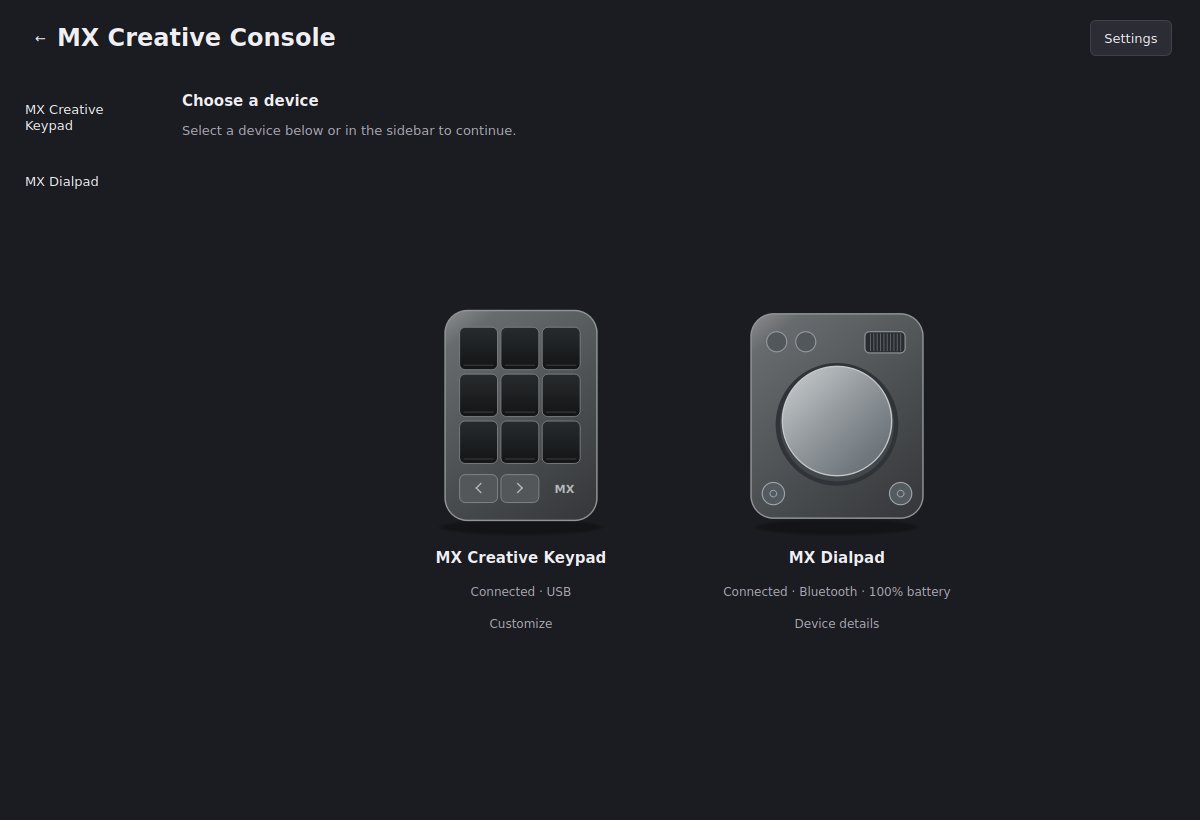 ← MX Creative Console
Settings
MX Creative
Keypad
MX Dialpad
Choose a device
Select a device below or in the sidebar to continue.
MX
MX Creative Keypad
Connected · USB
Customize
MX Dialpad
Connected · Bluetooth · 100% battery
Device details